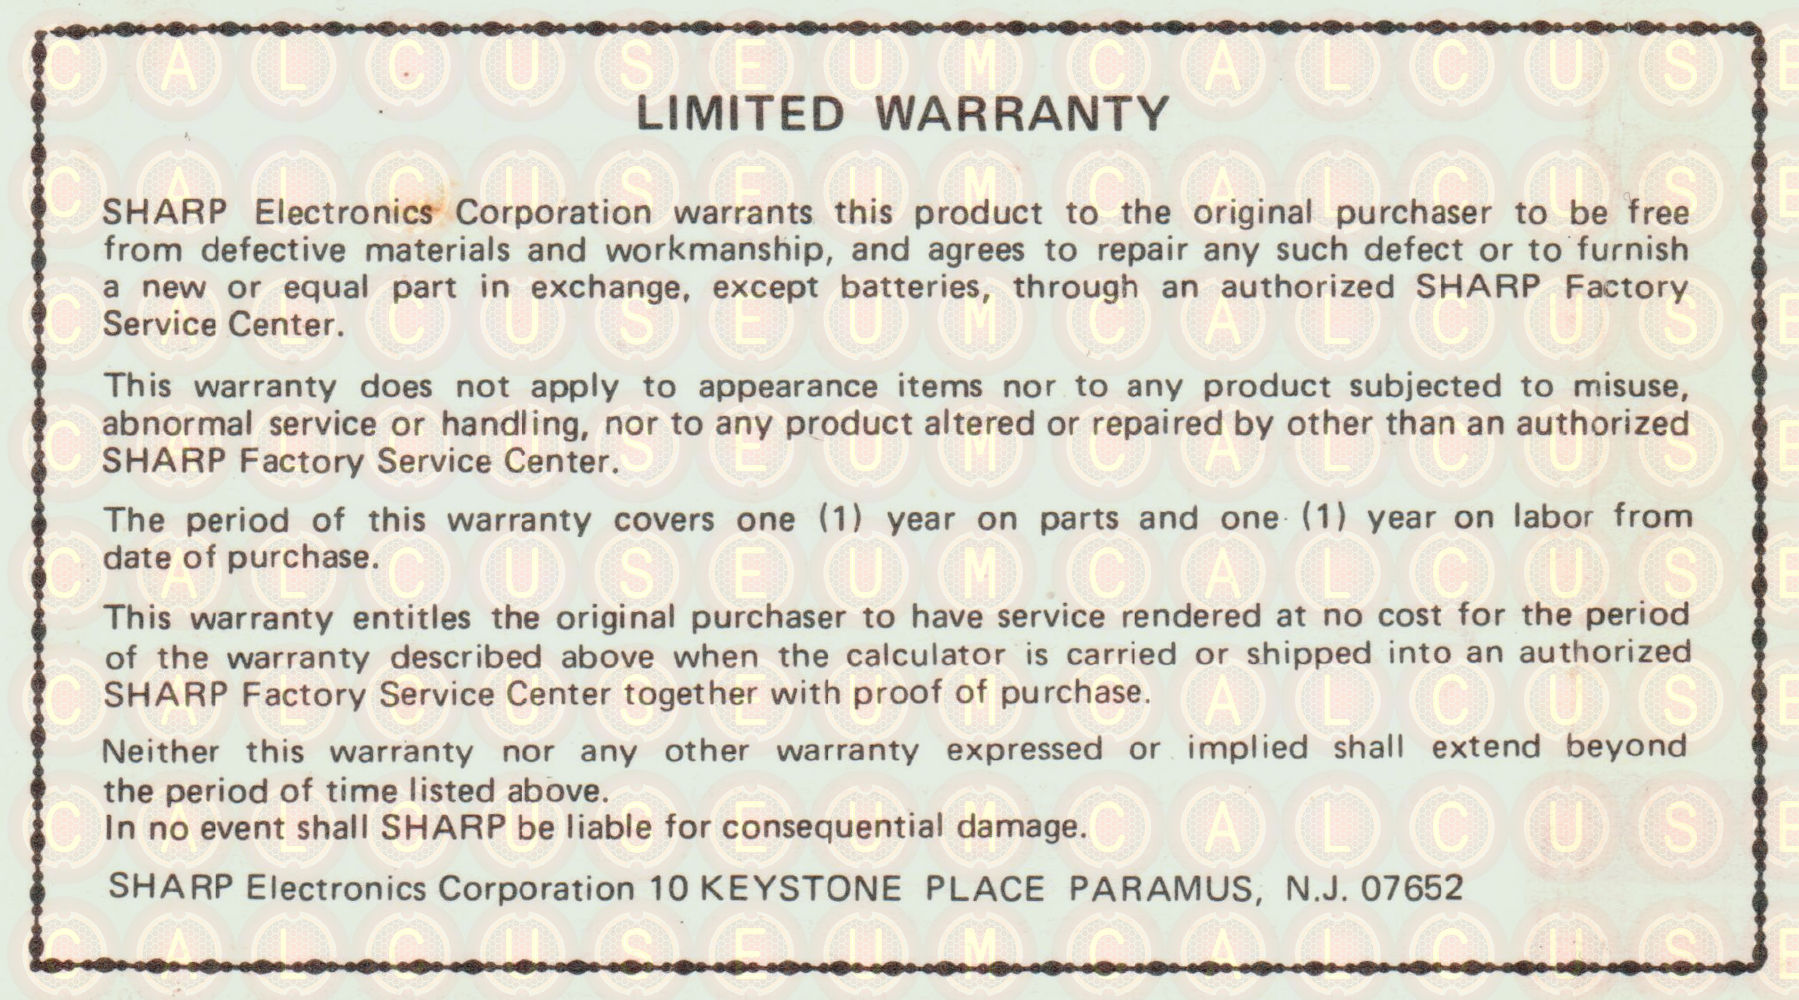 LIMITED WARRANTY
SHARP Electronics Corporation warrants this product to the original purchaser to be free
from defective materials and workmanship, and agrees to repair any such defect or to furnish
a new or equal part in exchange, except batteries, through an authorized SHARP Factory
Service Center.
This warranty does not apply to appearance items nor to any product subjected to misuse,
abnormal service or handling, nor to any product altered or repaired by other than an authorized
SHARP Factory Service Center.
The period of this warranty covers one (1) year on parts and one (1) year on labor from
date of purchase.
This warranty entitles the original purchaser to have service rendered at no cost for the period
of the warranty described above when the calculator is carried or shipped into an authorized
SHARP Factory Service Center together with proof of purchase.
Neither this warranty nor any other warranty expressed or implied shall extend beyond
the period of time listed above.
In no event shall SHARP be liable for consequential damage.
SHARP Electronics Corporation 10 KEYSTONE PLACE PARAMUS, N.J. 07652